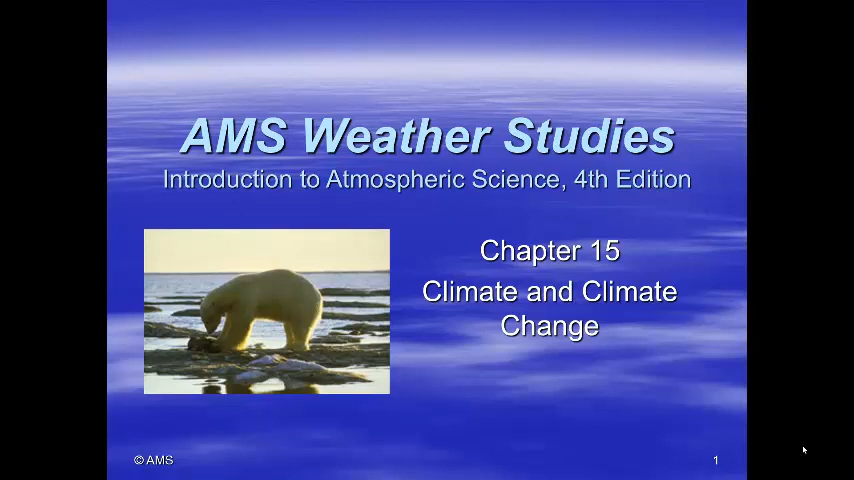 AMS Weather Studies
Introduction to Atmospheric Science, 4th Edition
Chapter 15
Climate and Climate
Change
© AMS
1